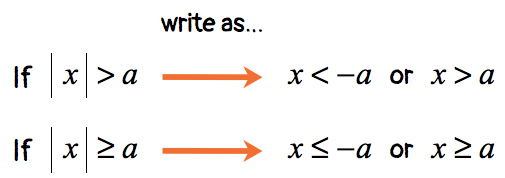 write as...
If |x| > a → x < −a or x > a
If |x| ≥ a → x ≤ −a or x ≥ a